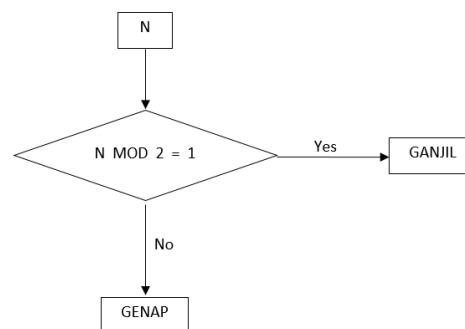 N
N MOD 2 = 1
Yes
GANJIL
No
GENAP